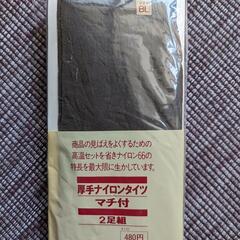 BL
商品の見ばえをよくするための
高温セットを省きナイロン66の
特長を最大限に生かしています。
厚手ナイロンタイツ
マチ付
2足組
480円